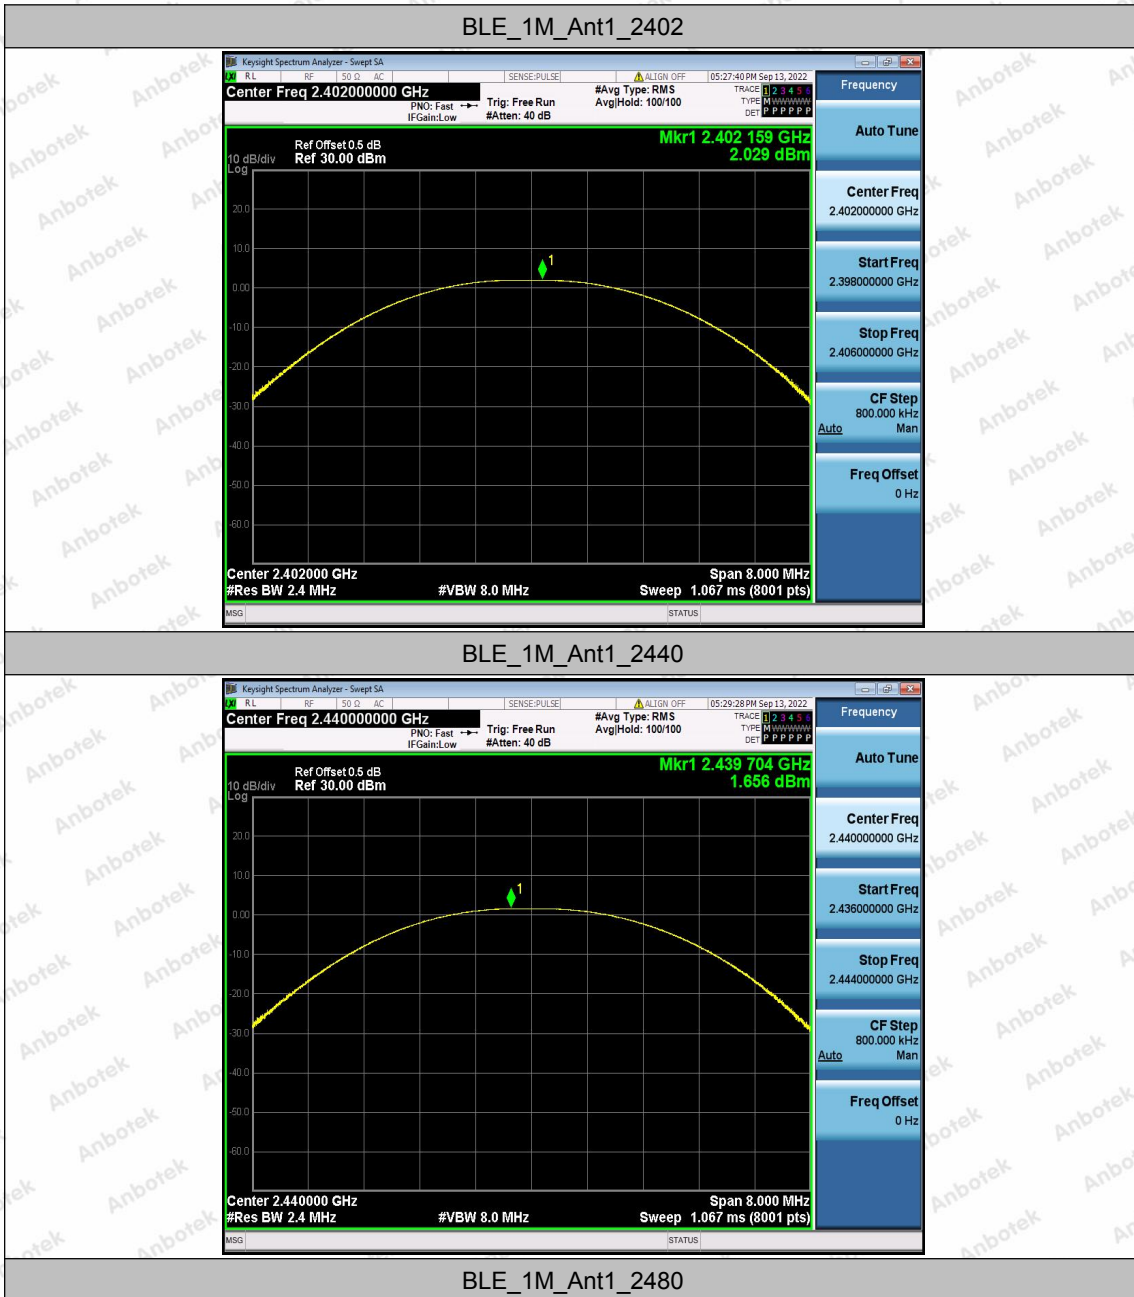 BLE_1M_Ant1_2402
Keysight Spectrum Analyzer - Swept SA
LXI RL RF 50 Ω AC SENSE:PULSE ALIGN OFF 05:27:40 PM Sep 13, 2022
Center Freq 2.402000000 GHz
PNO: Fast
IFGain:Low
Trig: Free Run
#Atten: 40 dB
#Avg Type: RMS
Avg|Hold: 100/100
TRACE 1 2 3 4 5 6
TYPE M W W W W W
DET P P P P P P
Ref Offset 0.5 dB
10 dB/div Ref 30.00 dBm
Log
Mkr1 2.402 159 GHz
2.029 dBm
20.0
10.0
1
0.00
-10.0
-20.0
-30.0
-40.0
-50.0
-60.0
Center 2.402000 GHz Span 8.000 MHz
#Res BW 2.4 MHz #VBW 8.0 MHz Sweep 1.067 ms (8001 pts)
MSG STATUS
Frequency
Auto Tune
Center Freq
2.402000000 GHz
Start Freq
2.398000000 GHz
Stop Freq
2.406000000 GHz
CF Step
800.000 kHz
Auto Man
Freq Offset
0 Hz
BLE_1M_Ant1_2440
Keysight Spectrum Analyzer - Swept SA
LXI RL RF 50 Ω AC SENSE:PULSE ALIGN OFF 05:29:28 PM Sep 13, 2022
Center Freq 2.440000000 GHz
PNO: Fast
IFGain:Low
Trig: Free Run
#Atten: 40 dB
#Avg Type: RMS
Avg|Hold: 100/100
TRACE 1 2 3 4 5 6
TYPE M W W W W W
DET P P P P P P
Ref Offset 0.5 dB
10 dB/div Ref 30.00 dBm
Log
Mkr1 2.439 704 GHz
1.656 dBm
20.0
10.0
1
0.00
-10.0
-20.0
-30.0
-40.0
-50.0
-60.0
Center 2.440000 GHz Span 8.000 MHz
#Res BW 2.4 MHz #VBW 8.0 MHz Sweep 1.067 ms (8001 pts)
MSG STATUS
Frequency
Auto Tune
Center Freq
2.440000000 GHz
Start Freq
2.436000000 GHz
Stop Freq
2.444000000 GHz
CF Step
800.000 kHz
Auto Man
Freq Offset
0 Hz
BLE_1M_Ant1_2480
Anbotek